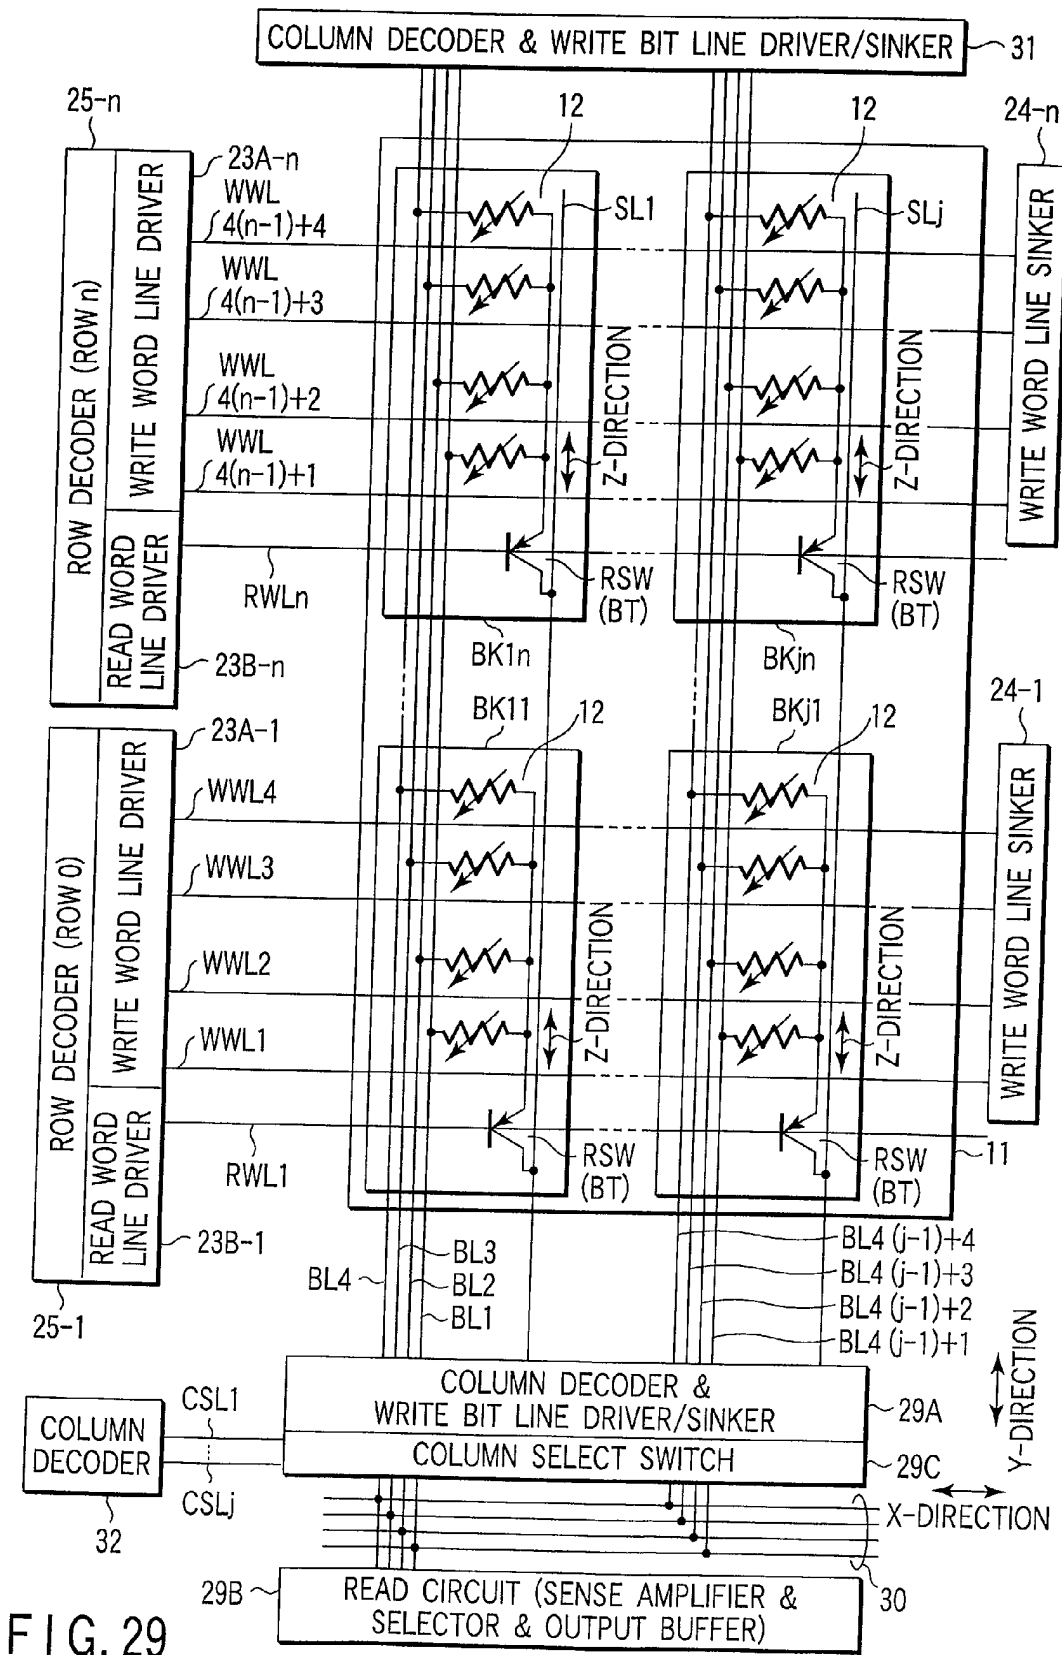 COLUMN DECODER & WRITE BIT LINE DRIVER/SINKER
31
25-n
12
12
24-n
23A-n
ROW DECODER (ROW n)
WRITE WORD LINE DRIVER
READ WORD
LINE DRIVER
WWL
4(n-1)+4
WWL
4(n-1)+3
WWL
4(n-1)+2
WWL
4(n-1)+1
SL1
SLj
Z-DIRECTION
Z-DIRECTION
WRITE WORD LINE SINKER
RWLn
RSW
(BT)
RSW
(BT)
23B-n
BK1n
BKjn
23A-1
BK11
12
BKj1
12
24-1
ROW DECODER (ROW 0)
WRITE WORD LINE DRIVER
READ WORD
LINE DRIVER
WWL4
WWL3
WWL2
WWL1
Z-DIRECTION
Z-DIRECTION
WRITE WORD LINE SINKER
RWL1
RSW
(BT)
RSW
(BT)
11
23B-1
25-1
BL4
BL3
BL2
BL1
BL4(j-1)+4
BL4(j-1)+3
BL4(j-1)+2
BL4(j-1)+1
COLUMN
DECODER
32
CSL1
CSLj
COLUMN DECODER &
WRITE BIT LINE DRIVER/SINKER
29A
COLUMN SELECT SWITCH
29C
Y-DIRECTION
X-DIRECTION
30
29B
READ CIRCUIT (SENSE AMPLIFIER &
SELECTOR & OUTPUT BUFFER)
FIG. 29